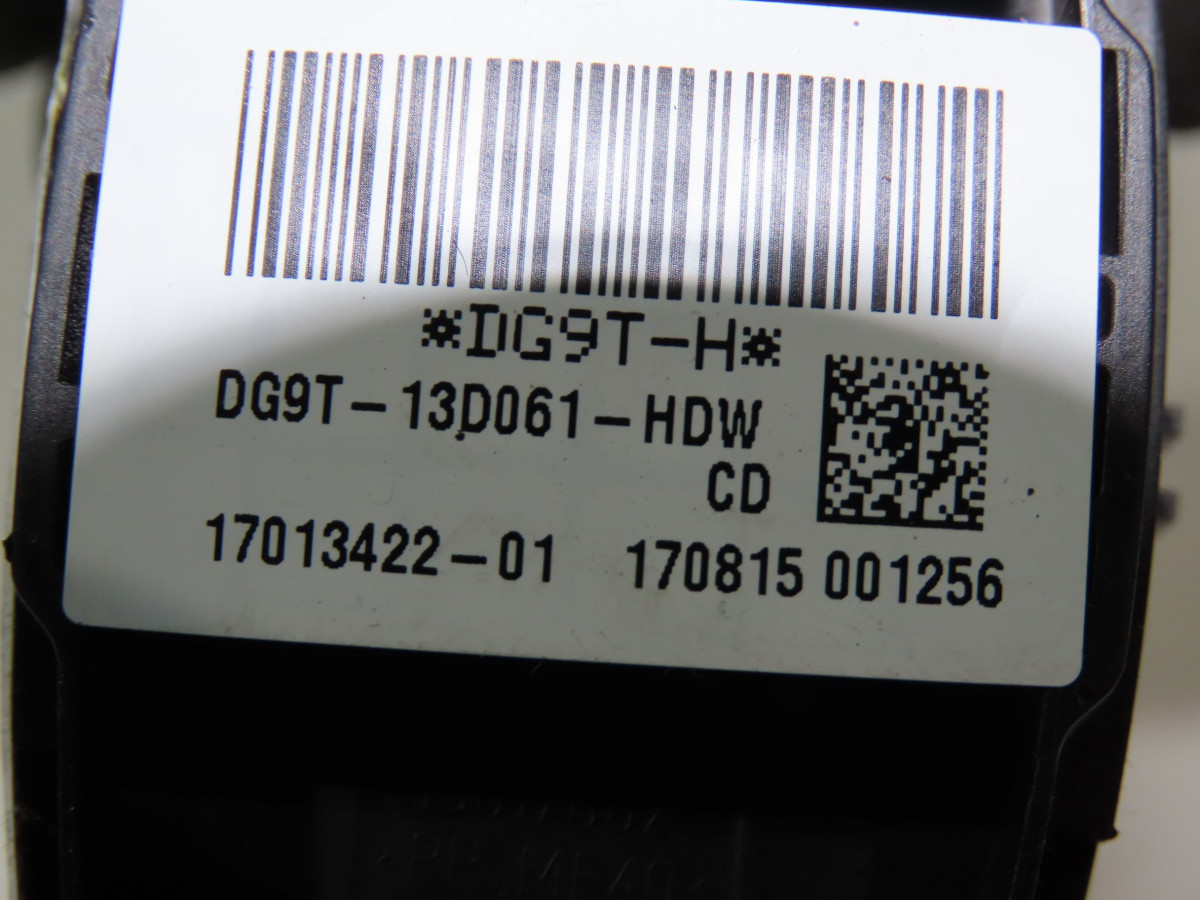 *DG9T-H*
DG9T-13D061-HDW
CD
17013422-01 170815 001256